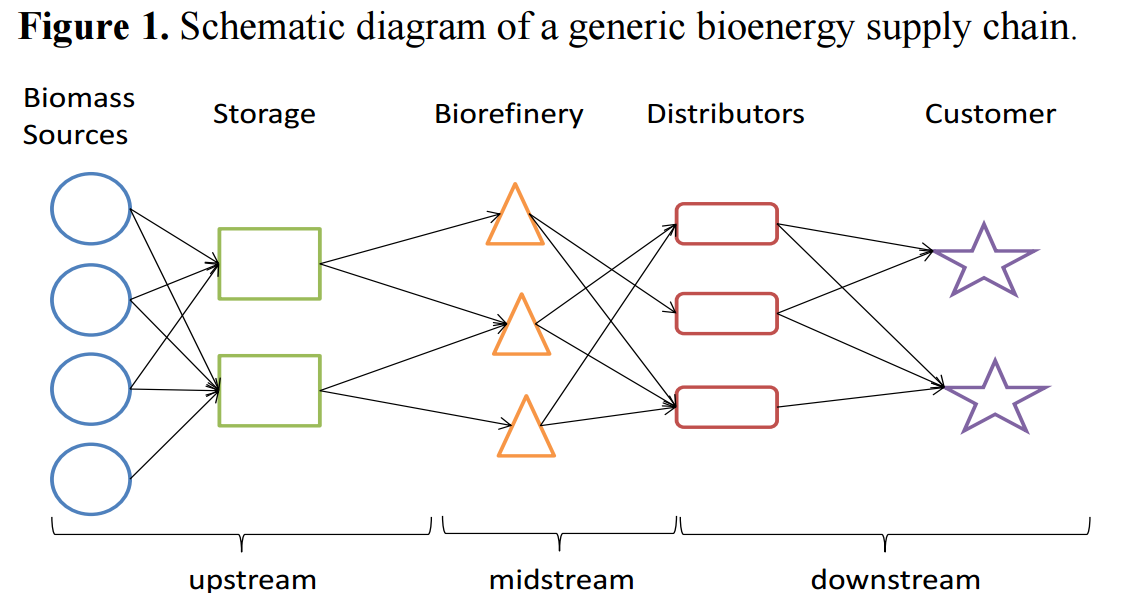 Figure 1. Schematic diagram of a generic bioenergy supply chain.
Biomass
Sources
Storage
Biorefinery
Distributors
Customer
upstream
midstream
downstream